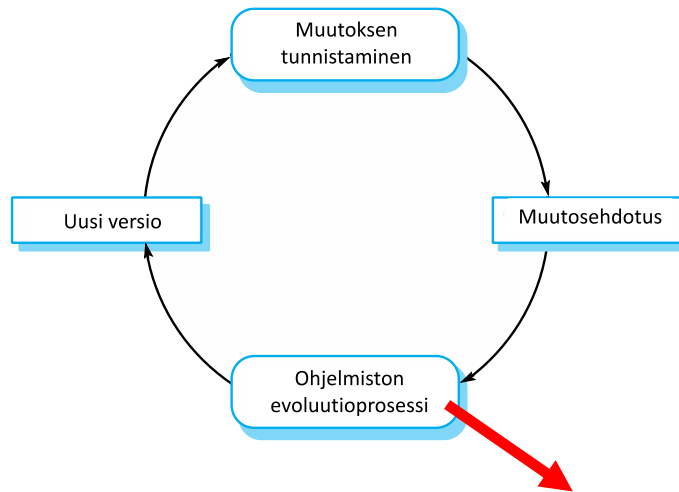 Muutoksen
tunnistaminen
Uusi versio
Muutosehdotus
Ohjelmiston
evoluutioprosessi